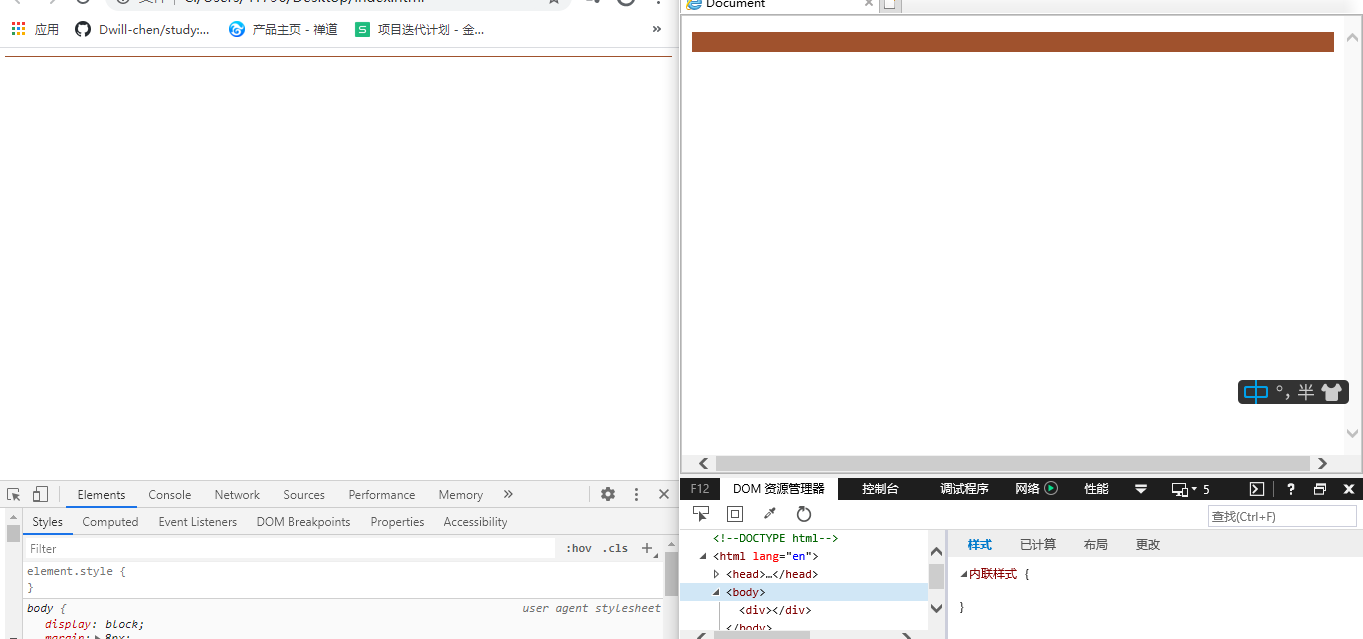 应用
Dwill-chen/study:...
产品主页 - 禅道
项目迭代计划 - 金...
»
Elements
Console
Network
Sources
Performance
Memory
»
Styles
Computed
Event Listeners
DOM Breakpoints
Properties
Accessibility
Filter
:hov .cls +
element.style {
}
body {
user agent stylesheet
display: block;
margin: 8px;
Document
中 °, 半
F12
DOM 资源管理器
控制台
调试程序
网络
性能
5
?
查找(Ctrl+F)
<!--DOCTYPE html-->
<html lang="en">
<head>…</head>
<body>
<div></div>
</body>
样式
已计算
布局
更改
内联样式 {
}